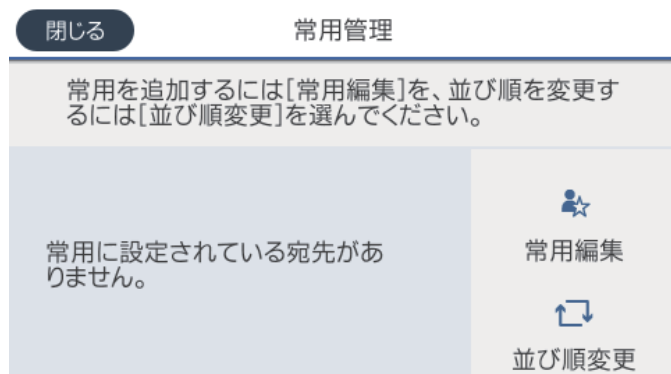 閉じる
常用管理
常用を追加するには[常用編集]を、並び順を変更す
るには[並び順変更]を選んでください。
常用に設定されている宛先があ
りません。
常用編集
並び順変更